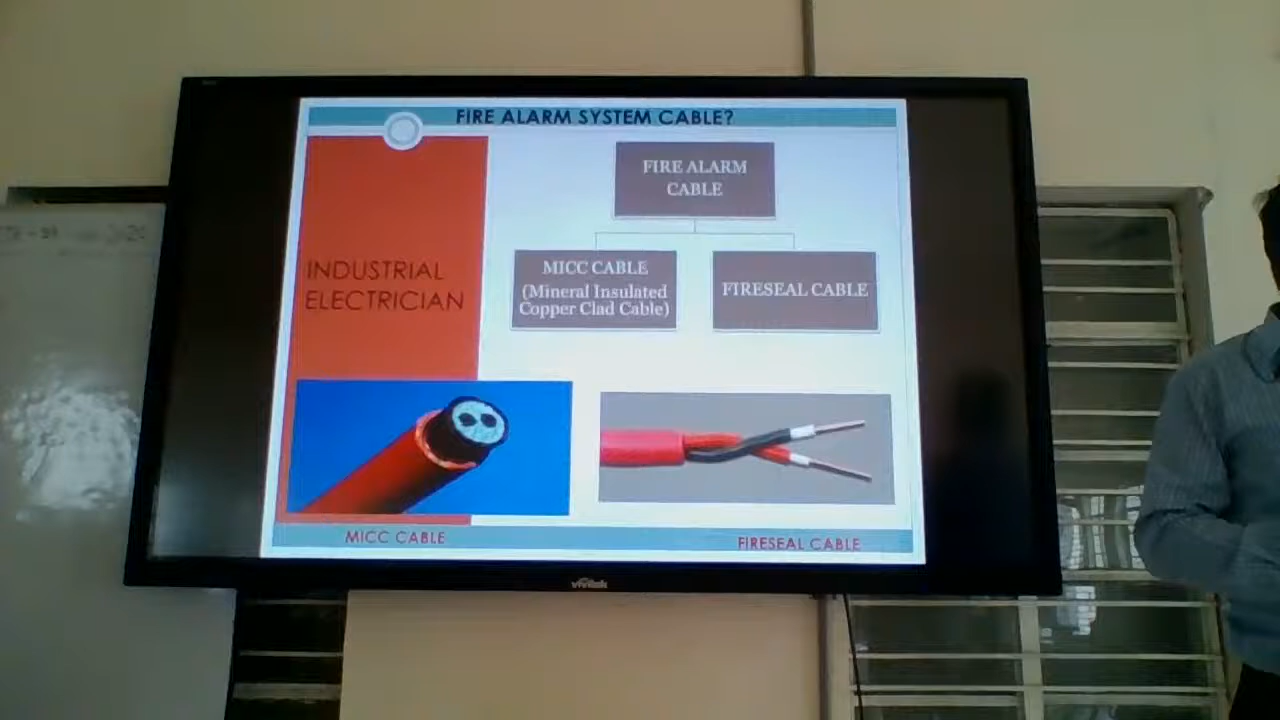 FIRE ALARM SYSTEM CABLE?
FIRE ALARM
CABLE
INDUSTRIAL
ELECTRICIAN
MICC CABLE
(Mineral Insulated
Copper Clad Cable)
FIRESEAL CABLE
MICC CABLE
FIRESEAL CABLE
vivitek